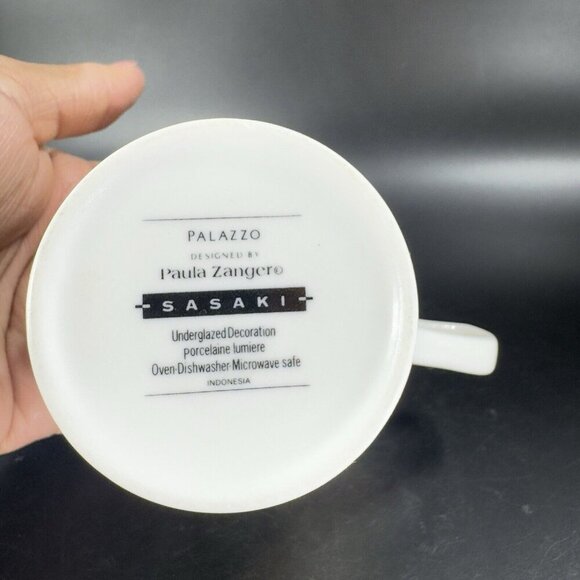 PALAZZO
DESIGNED BY
Paula Zanger©
SASAKI
Underglazed Decoration
porcelaine lumiere
Oven·Dishwasher·Microwave safe
INDONESIA